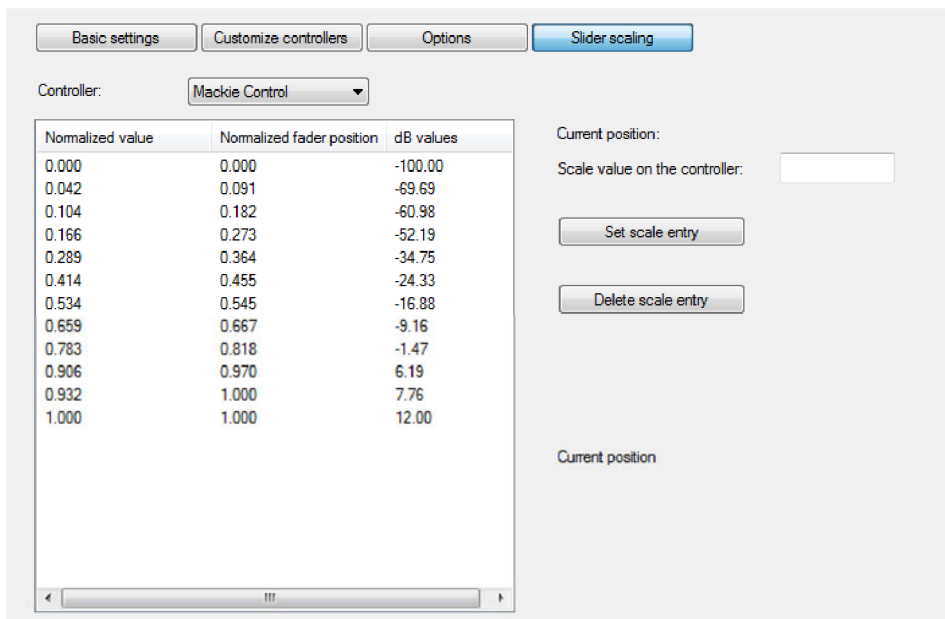 Basic settings Customize controllers Options Slider scaling
Controller: Mackie Control
Normalized value Normalized fader position dB values
0.000 0.000 -100.00
0.042 0.091 -69.69
0.104 0.182 -60.98
0.166 0.273 -52.19
0.289 0.364 -34.75
0.414 0.455 -24.33
0.534 0.545 -16.88
0.659 0.667 -9.16
0.783 0.818 -1.47
0.906 0.970 6.19
0.932 1.000 7.76
1.000 1.000 12.00
Current position:
Scale value on the controller:
Set scale entry
Delete scale entry
Current position